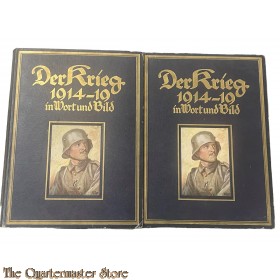 Der Krieg
1914-19
in Wort und Bild
Der Krieg
1914-19
in Wort und Bild
The Quartermaster Store